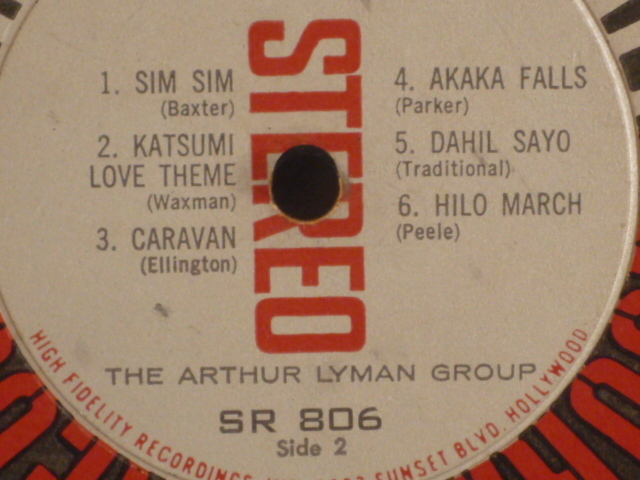 STEREO
1. SIM SIM
(Baxter)
2. KATSUMI
LOVE THEME
(Waxman)
3. CARAVAN
(Ellington)
4. AKAKA FALLS
(Parker)
5. DAHIL SAYO
(Traditional)
6. HILO MARCH
(Peele)
THE ARTHUR LYMAN GROUP
SR 806
Side 2
HIGH FIDELITY RECORDINGS SUNSET BLVD. HOLLYWOOD